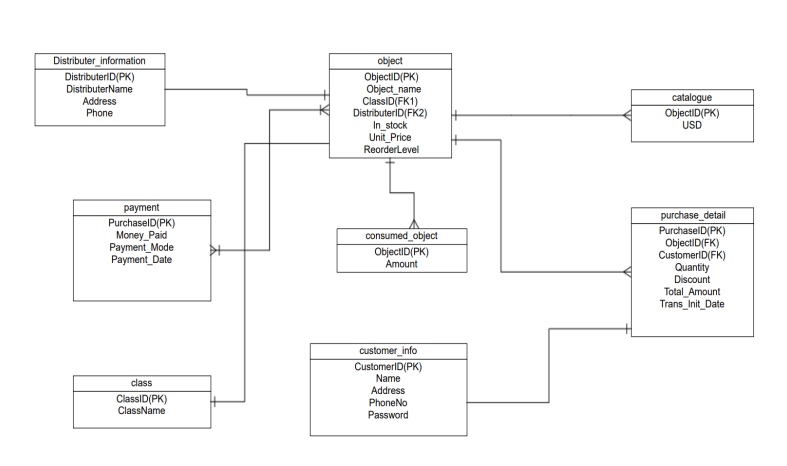 Distributer_information
DistributerID(PK)
DistributerName
Address
Phone
object
ObjectID(PK)
Object_name
ClassID(FK1)
DistributerID(FK2)
In_stock
Unit_Price
ReorderLevel
catalogue
ObjectID(PK)
USD
payment
PurchaseID(PK)
Money_Paid
Payment_Mode
Payment_Date
consumed_object
ObjectID(PK)
Amount
purchase_detail
PurchaseID(PK)
ObjectID(FK)
CustomerID(FK)
Quantity
Discount
Total_Amount
Trans_Init_Date
customer_info
CustomerID(PK)
Name
Address
PhoneNo
Password
class
ClassID(PK)
ClassName